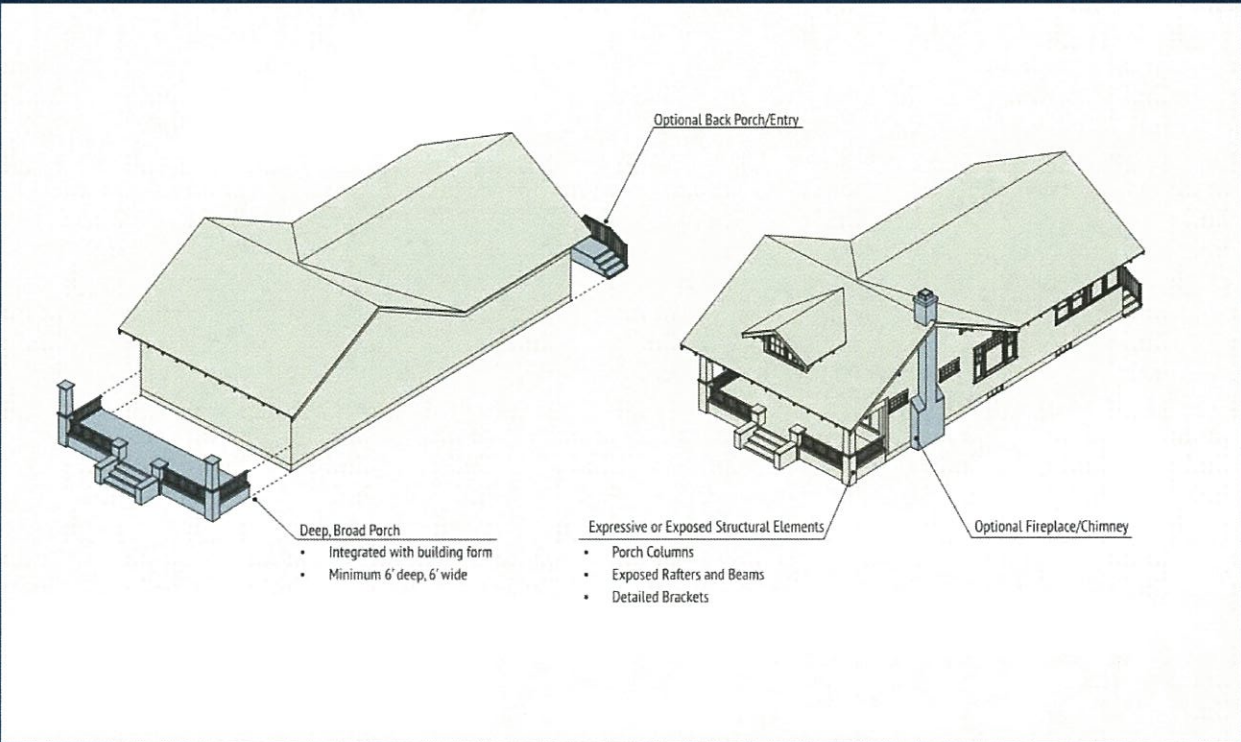 Optional Back Porch/Entry
Deep, Broad Porch
• Integrated with building form
• Minimum 6' deep, 6' wide
Expressive or Exposed Structural Elements
• Porch Columns
• Exposed Rafters and Beams
• Detailed Brackets
Optional Fireplace/Chimney